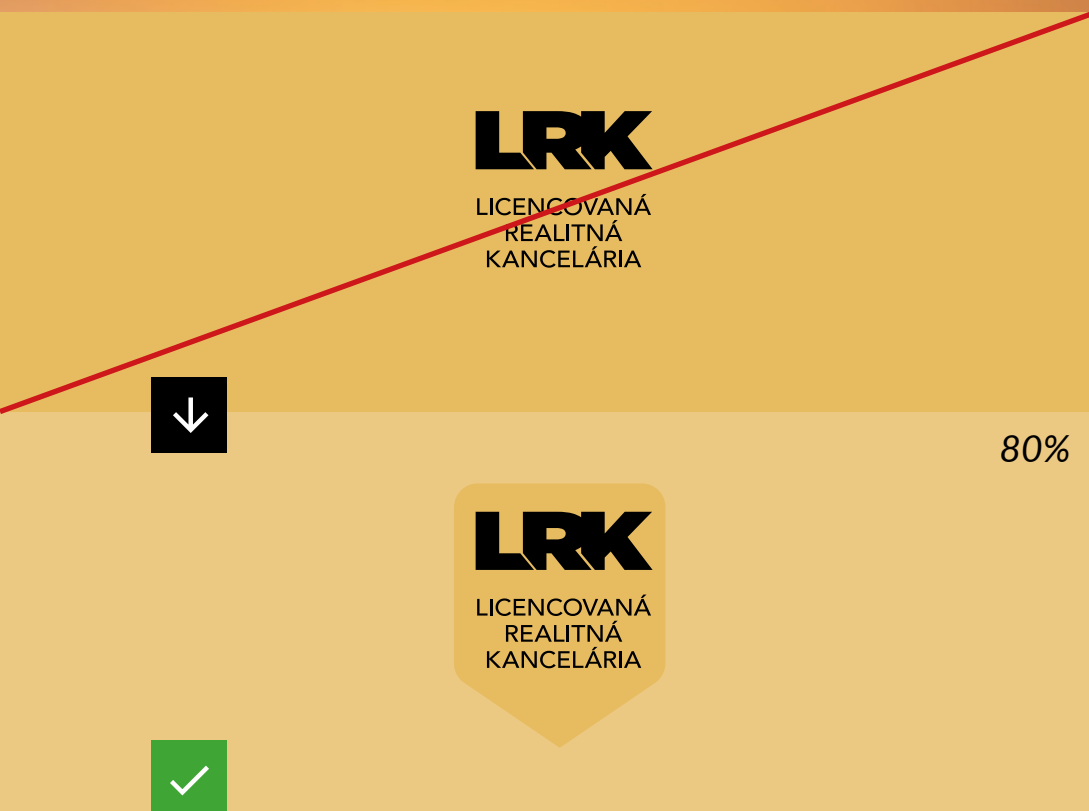 LRK
LICENCOVANÁ
REALITNÁ
KANCELÁRIA
80%
LRK
LICENCOVANÁ
REALITNÁ
KANCELÁRIA